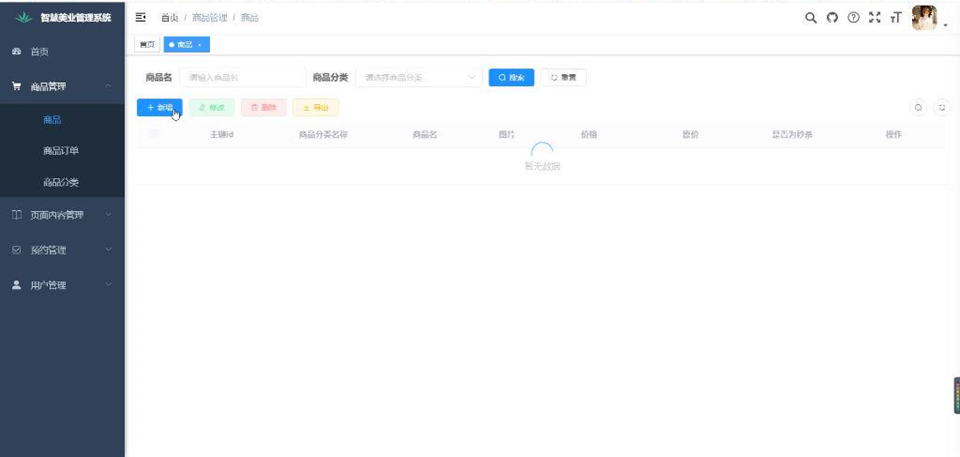 智慧美业管理系统
首页 / 商品管理 / 商品
首页
商品 ×
首页
商品管理
商品
商品订单
商品分类
页面内容管理
预约管理
用户管理
商品名 请输入商品名 商品分类 请选择商品分类 搜索 重置
+ 新增 修改 删除 导出
主键id 商品分类名称 商品名 图片 价格 原价 是否为秒杀 操作
暂无数据